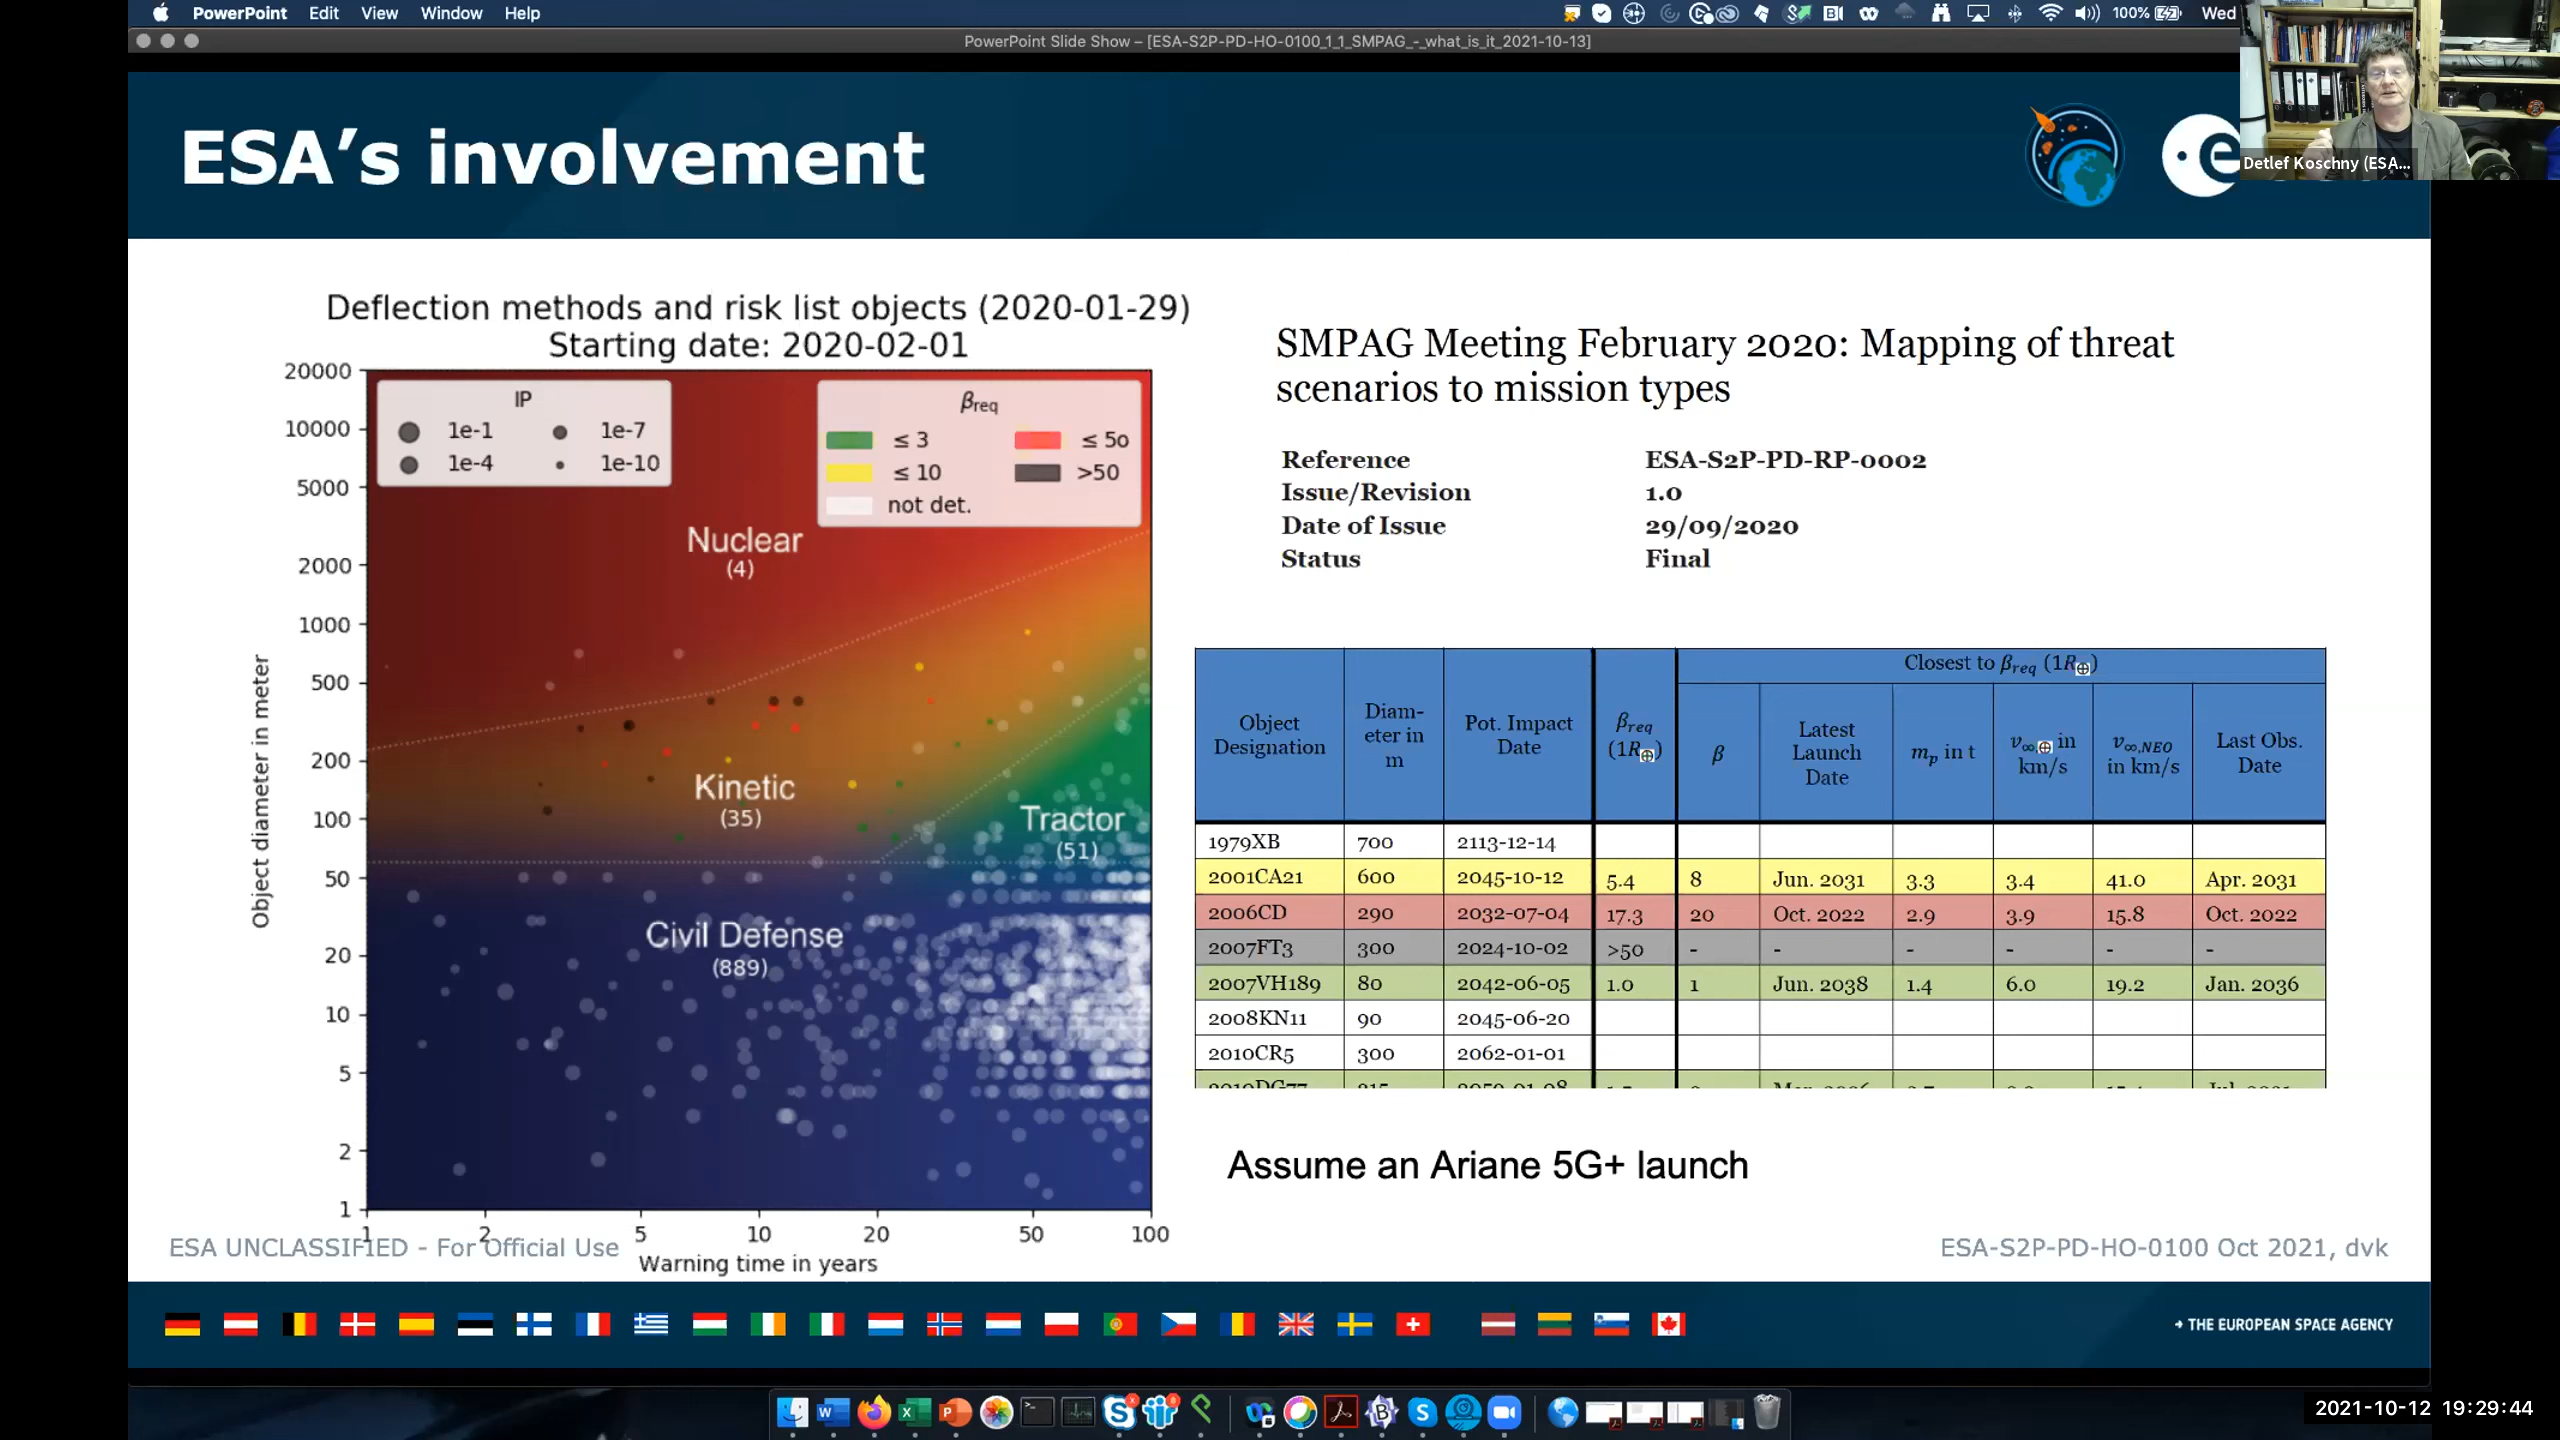 PowerPoint Edit View Window Help
100% Wed
PowerPoint Slide Show – [ESA-S2P-PD-HO-0100_1_1_SMPAG_-_what_is_it_2021-10-13]
Detlef Koschny (ESA...
ESA's involvement
Deflection methods and risk list objects (2020-01-29)
Starting date: 2020-02-01
IP
1e-1 1e-7
1e-4 1e-10
βreq
≤ 3 ≤ 5o
≤ 10 >50
not det.
Nuclear
(4)
Kinetic
(35)
Tractor
(51)
Civil Defense
(889)
Object diameter in meter
20000
10000
5000
2000
1000
500
200
100
50
20
10
5
2
1
1 2 5 10 20 50 100
Warning time in years
SMPAG Meeting February 2020: Mapping of threat
scenarios to mission types
Reference ESA-S2P-PD-RP-0002
Issue/Revision 1.0
Date of Issue 29/09/2020
Status Final
Closest to βreq (1R⊕)
Object
Designation
Diam-
eter in
m
Pot. Impact
Date
βreq
(1R⊕)
β
Latest
Launch
Date
mp in t
v∞,⊕ in
km/s
v∞,NEO
in km/s
Last Obs.
Date
1979XB 700 2113-12-14
2001CA21 600 2045-10-12 5.4 8 Jun. 2031 3.3 3.4 41.0 Apr. 2031
2006CD 290 2032-07-04 17.3 20 Oct. 2022 2.9 3.9 15.8 Oct. 2022
2007FT3 300 2024-10-02 >50 - - - - - -
2007VH189 80 2042-06-05 1.0 1 Jun. 2038 1.4 6.0 19.2 Jan. 2036
2008KN11 90 2045-06-20
2010CR5 300 2062-01-01
Assume an Ariane 5G+ launch
ESA UNCLASSIFIED - For Official Use
ESA-S2P-PD-HO-0100 Oct 2021, dvk
→ THE EUROPEAN SPACE AGENCY
2021-10-12 19:29:44